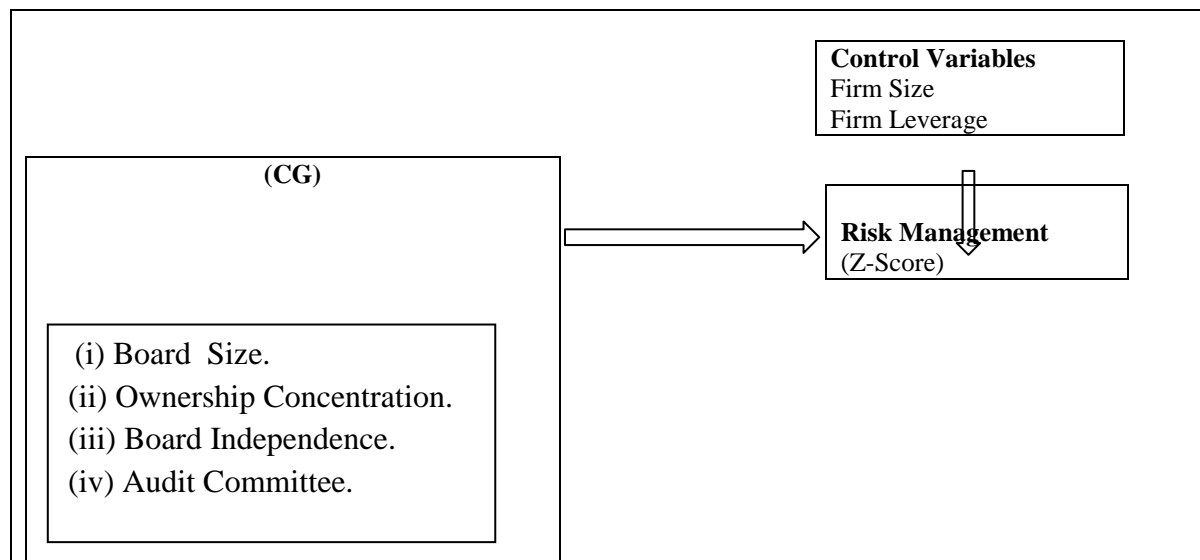 Control Variables
Firm Size
Firm Leverage
(CG)
Risk Management
(Z-Score)
(i) Board Size.
(ii) Ownership Concentration.
(iii) Board Independence.
(iv) Audit Committee.